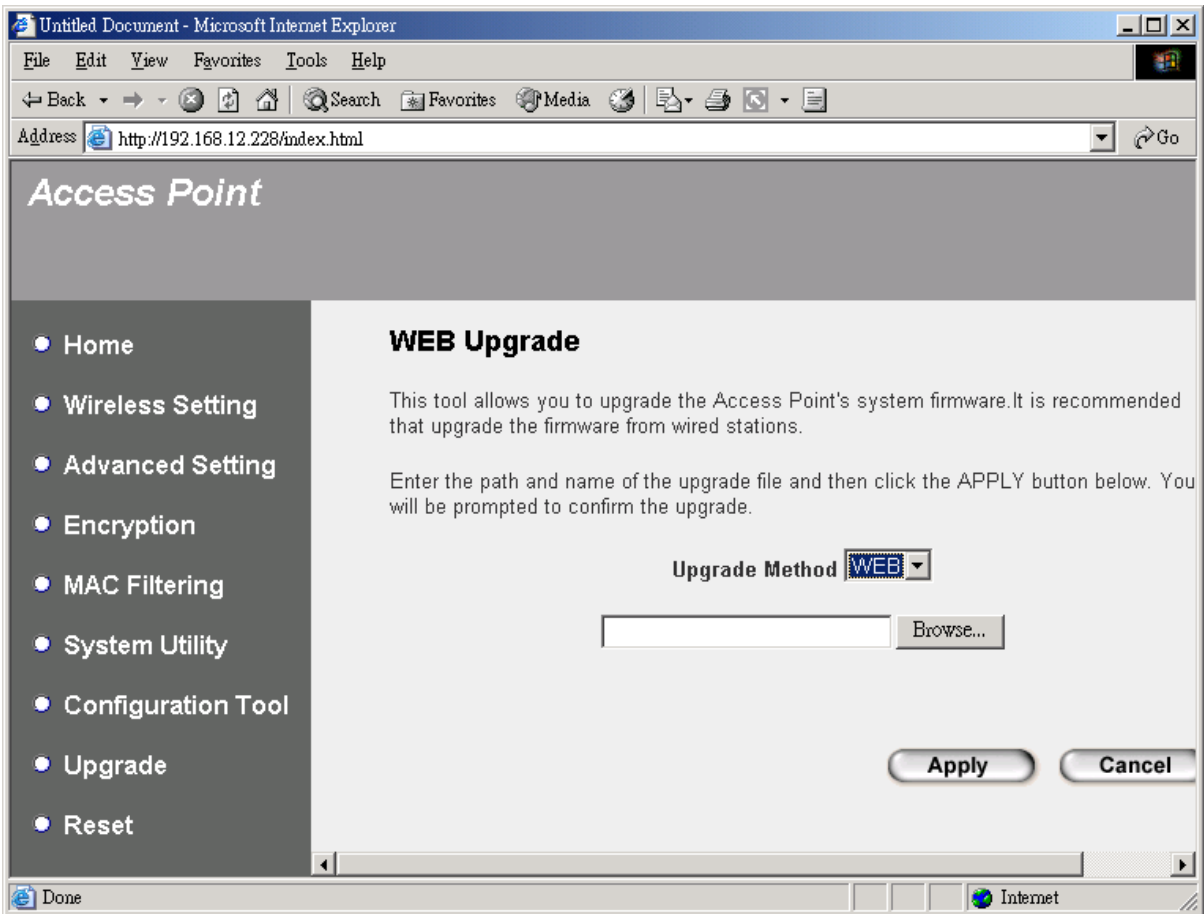 Untitled Document - Microsoft Internet Explorer
File Edit View Favorites Tools Help
Back Search Favorites Media
Address http://192.168.12.228/index.html Go
Access Point
Home
Wireless Setting
Advanced Setting
Encryption
MAC Filtering
System Utility
Configuration Tool
Upgrade
Reset
WEB Upgrade
This tool allows you to upgrade the Access Point's system firmware.It is recommended
that upgrade the firmware from wired stations.
Enter the path and name of the upgrade file and then click the APPLY button below. You
will be prompted to confirm the upgrade.
Upgrade Method WEB
Browse...
Apply Cancel
Done Internet